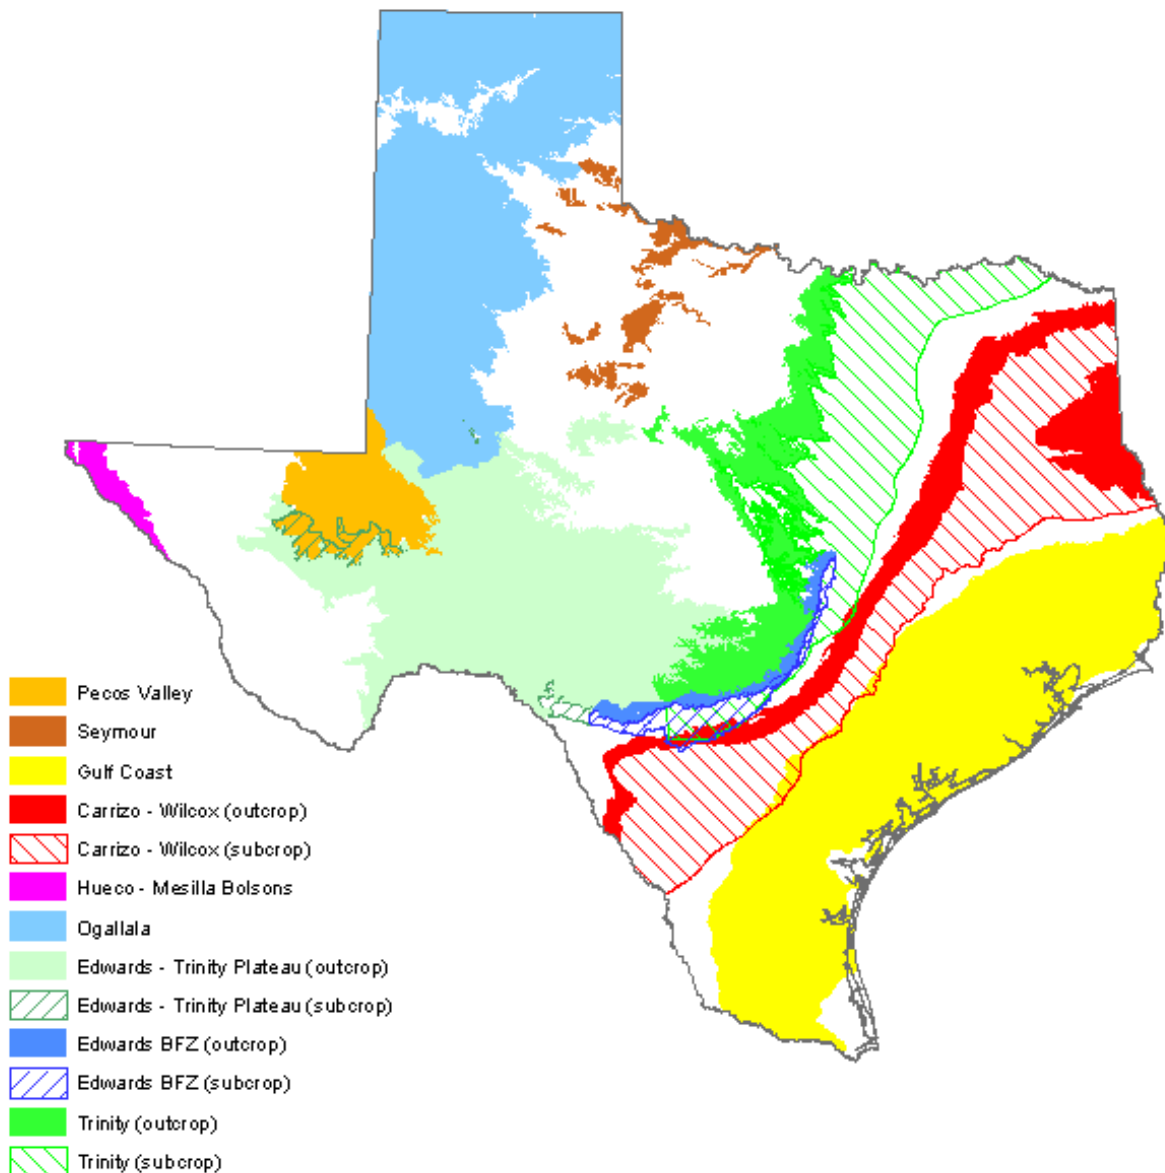 Pecos Valley
Seymour
Gulf Coast
Carrizo - Wilcox (outcrop)
Carrizo - Wilcox (subcrop)
Hueco - Mesilla Bolsons
Ogallala
Edwards - Trinity Plateau (outcrop)
Edwards - Trinity Plateau (subcrop)
Edwards BFZ (outcrop)
Edwards BFZ (subcrop)
Trinity (outcrop)
Trinity (subcrop)